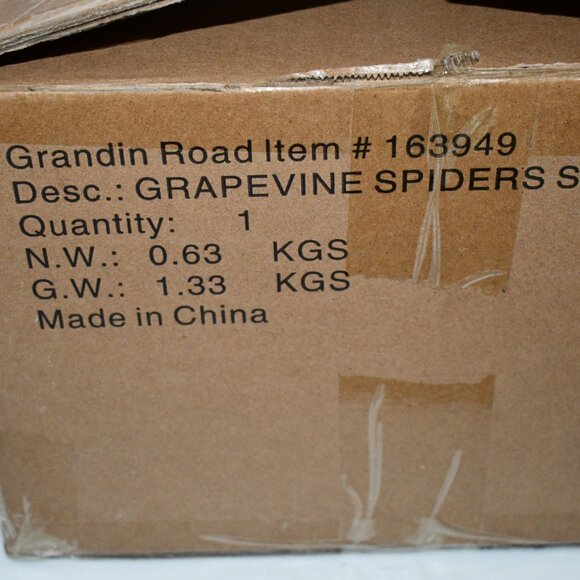 Grandin Road Item # 163949
Desc.: GRAPEVINE SPIDERS S
Quantity: 1
N.W.: 0.63 KGS
G.W.: 1.33 KGS
Made in China